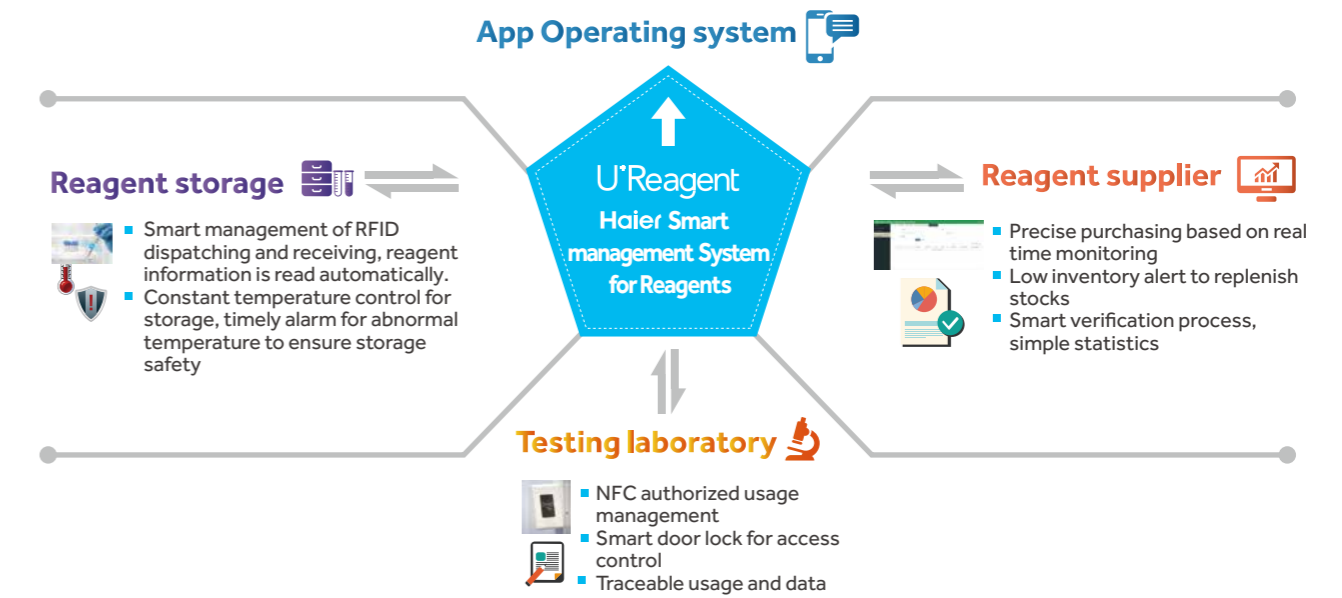 App Operating system
U+Reagent
Haier Smart
management System
for Reagents
Reagent storage
Smart management of RFID
dispatching and receiving, reagent
information is read automatically.
Constant temperature control for
storage, timely alarm for abnormal
temperature to ensure storage
safety
Reagent supplier
Precise purchasing based on real
time monitoring
Low inventory alert to replenish
stocks
Smart verification process,
simple statistics
Testing laboratory
NFC authorized usage
management
Smart door lock for access
control
Traceable usage and data